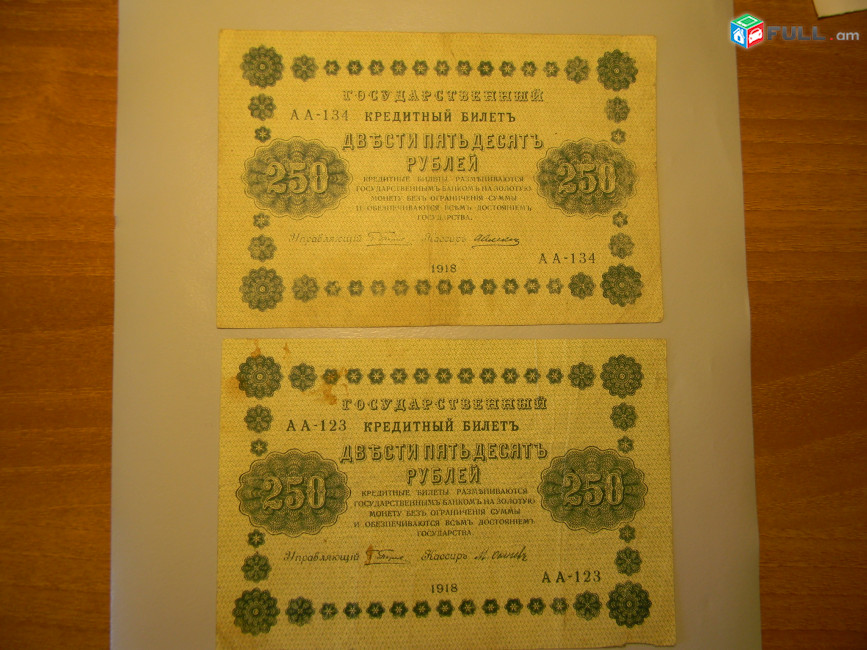 FULL.am
ГОСУДАРСТВЕННЫЙ
АА-134 КРЕДИТНЫЙ БИЛЕТЪ
ДВѢСТИ ПЯТЬДЕСЯТЪ
РУБЛЕЙ
250 250
КРЕДИТНЫЕ БИЛЕТЫ РАЗМѢНИВАЮТСЯ
ГОСУДАРСТВЕННЫМЪ БАНКОМЪ НА ЗОЛОТУЮ
МОНЕТУ БЕЗЪ ОГРАНИЧЕНІЯ СУММЫ
И ОБЕЗПЕЧИВАЮТСЯ ВСѢМЪ ДОСТОЯНІЕМЪ
ГОСУДАРСТВА.
Управляющій Кассиръ
АА-134
1918
ГОСУДАРСТВЕННЫЙ
АА-123 КРЕДИТНЫЙ БИЛЕТЪ
ДВѢСТИ ПЯТЬДЕСЯТЪ
РУБЛЕЙ
250 250
КРЕДИТНЫЕ БИЛЕТЫ РАЗМѢНИВАЮТСЯ
ГОСУДАРСТВЕННЫМЪ БАНКОМЪ НА ЗОЛОТУЮ
МОНЕТУ БЕЗЪ ОГРАНИЧЕНІЯ СУММЫ
И ОБЕЗПЕЧИВАЮТСЯ ВСѢМЪ ДОСТОЯНІЕМЪ
ГОСУДАРСТВА.
Управляющій Кассиръ
АА-123
1918